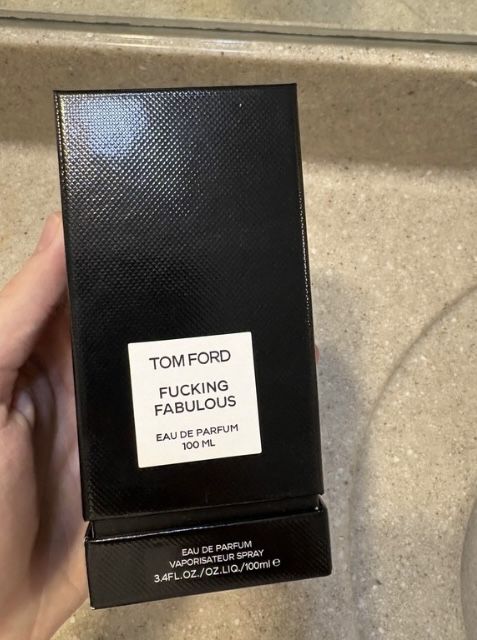 TOM FORD
FUCKING
FABULOUS
EAU DE PARFUM
100 ML
EAU DE PARFUM
VAPORISATEUR SPRAY
3.4FL.OZ./OZ.LIQ./100ml ℮